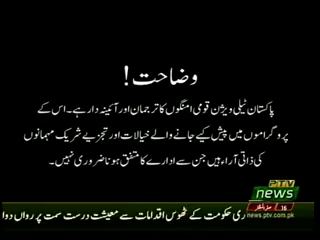 وضاحت!
پاکستان ٹیلی ویژن قومی امنگوں کا ترجمان اور آئینہ دار ہے۔ اس کے
پروگراموں میں پیش کیے جانے والے خیالات اور تجزیے شریک مہمانوں
کی ذاتی آراء ہیں جن سے ادارے کا متفق ہونا ضروری نہیں۔
PTV
news
16
www.ptv.com.pk
ری حکومت کے ٹھوس اقدامات سے معیشت درست سمت پر رواں دوا